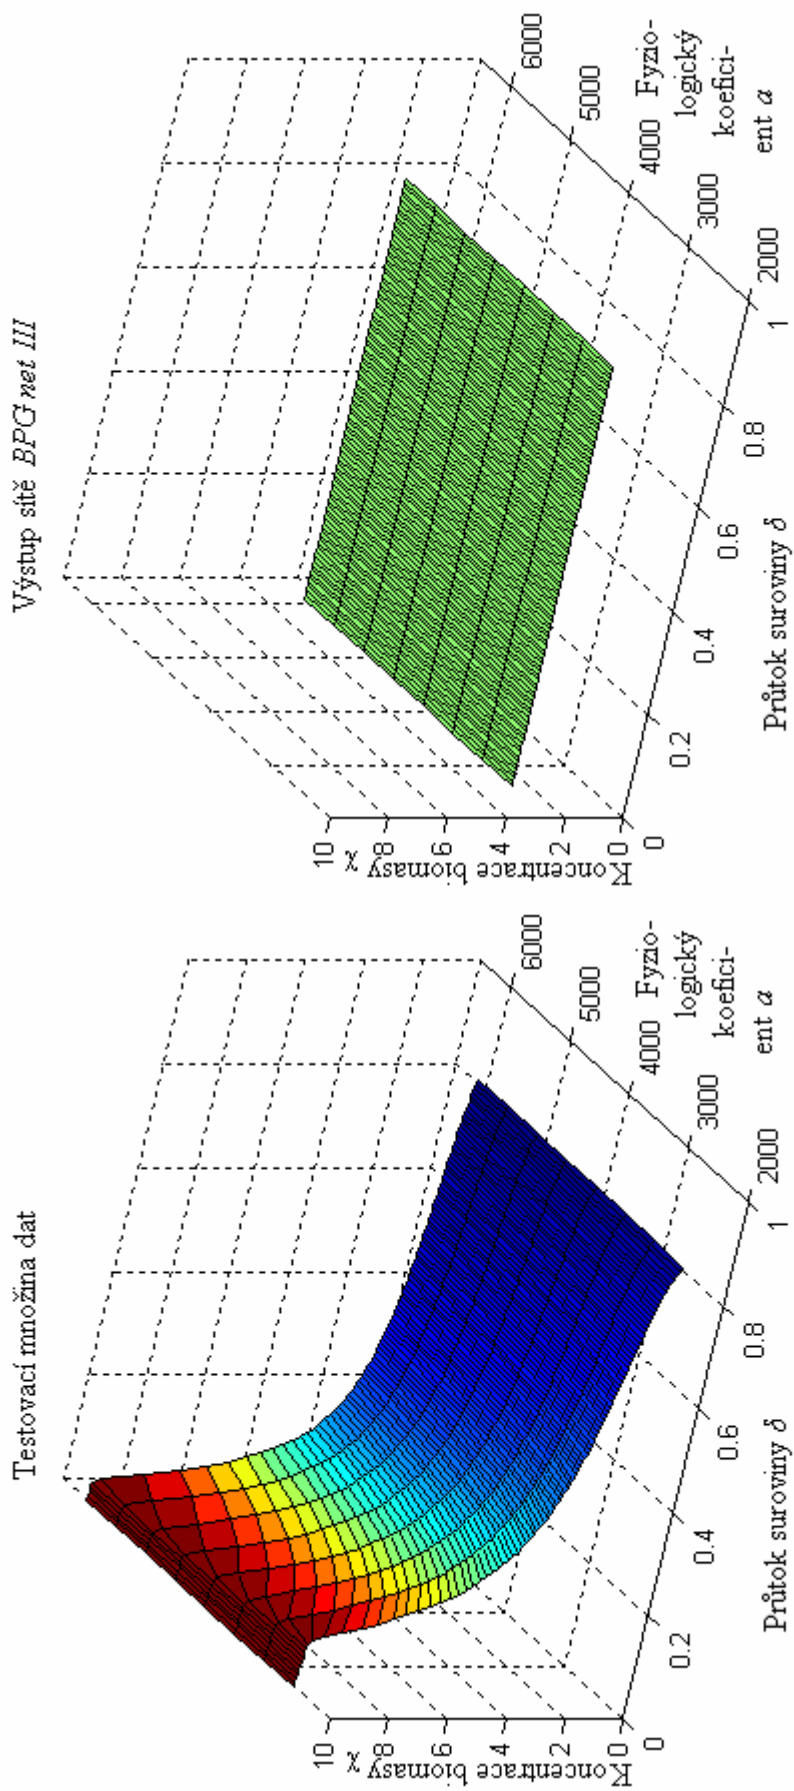 Testovací množina dat
10
8
6
4
2
0
Koncentrace biomasy χ
0
0.2
0.4
0.6
0.8
1
Průtok suroviny δ
2000
3000
4000
5000
6000
Fyzio-
logický
koefici-
ent α
Výstup sítě BPG net III
10
8
6
4
2
0
Koncentrace biomasy χ
0
0.2
0.4
0.6
0.8
1
Průtok suroviny δ
2000
3000
4000
5000
6000
Fyzio-
logický
koefici-
ent α